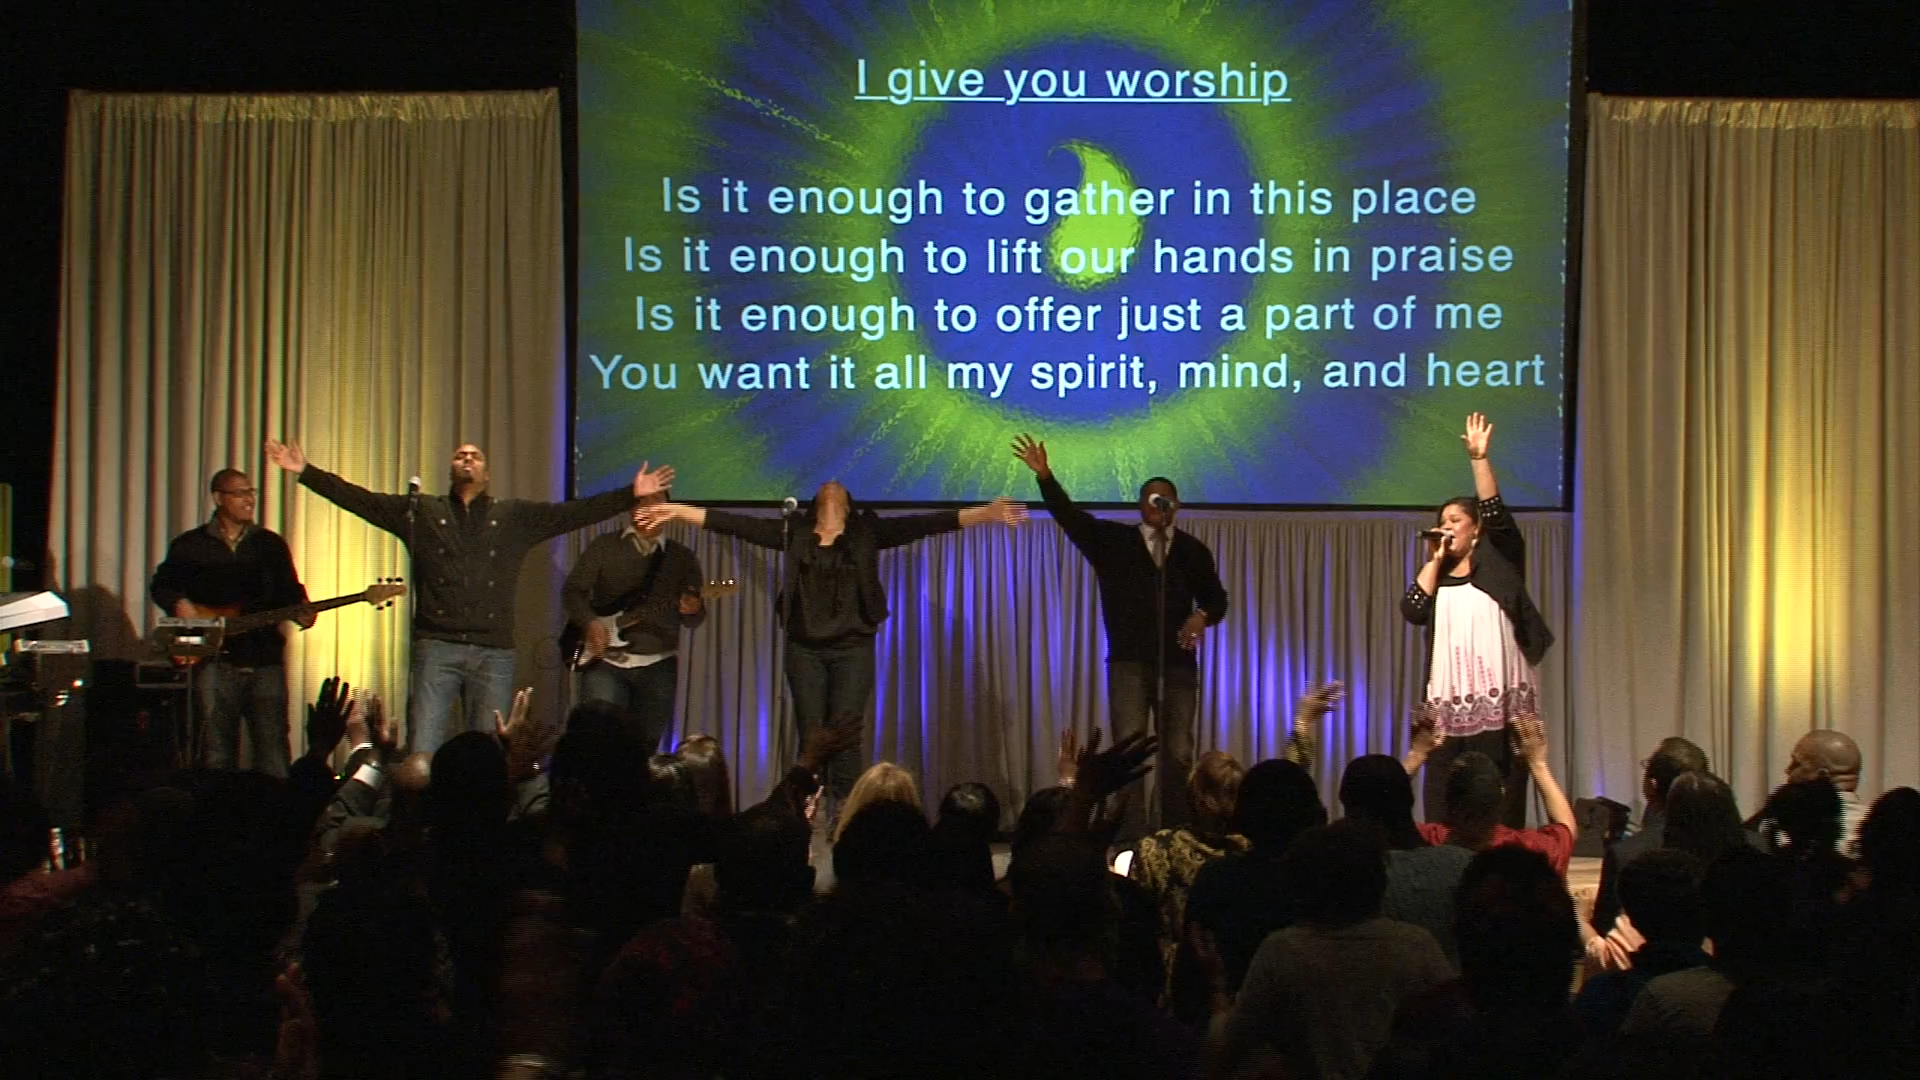 I give you worship
Is it enough to gather in this place
Is it enough to lift our hands in praise
Is it enough to offer just a part of me
You want it all my spirit, mind, and heart